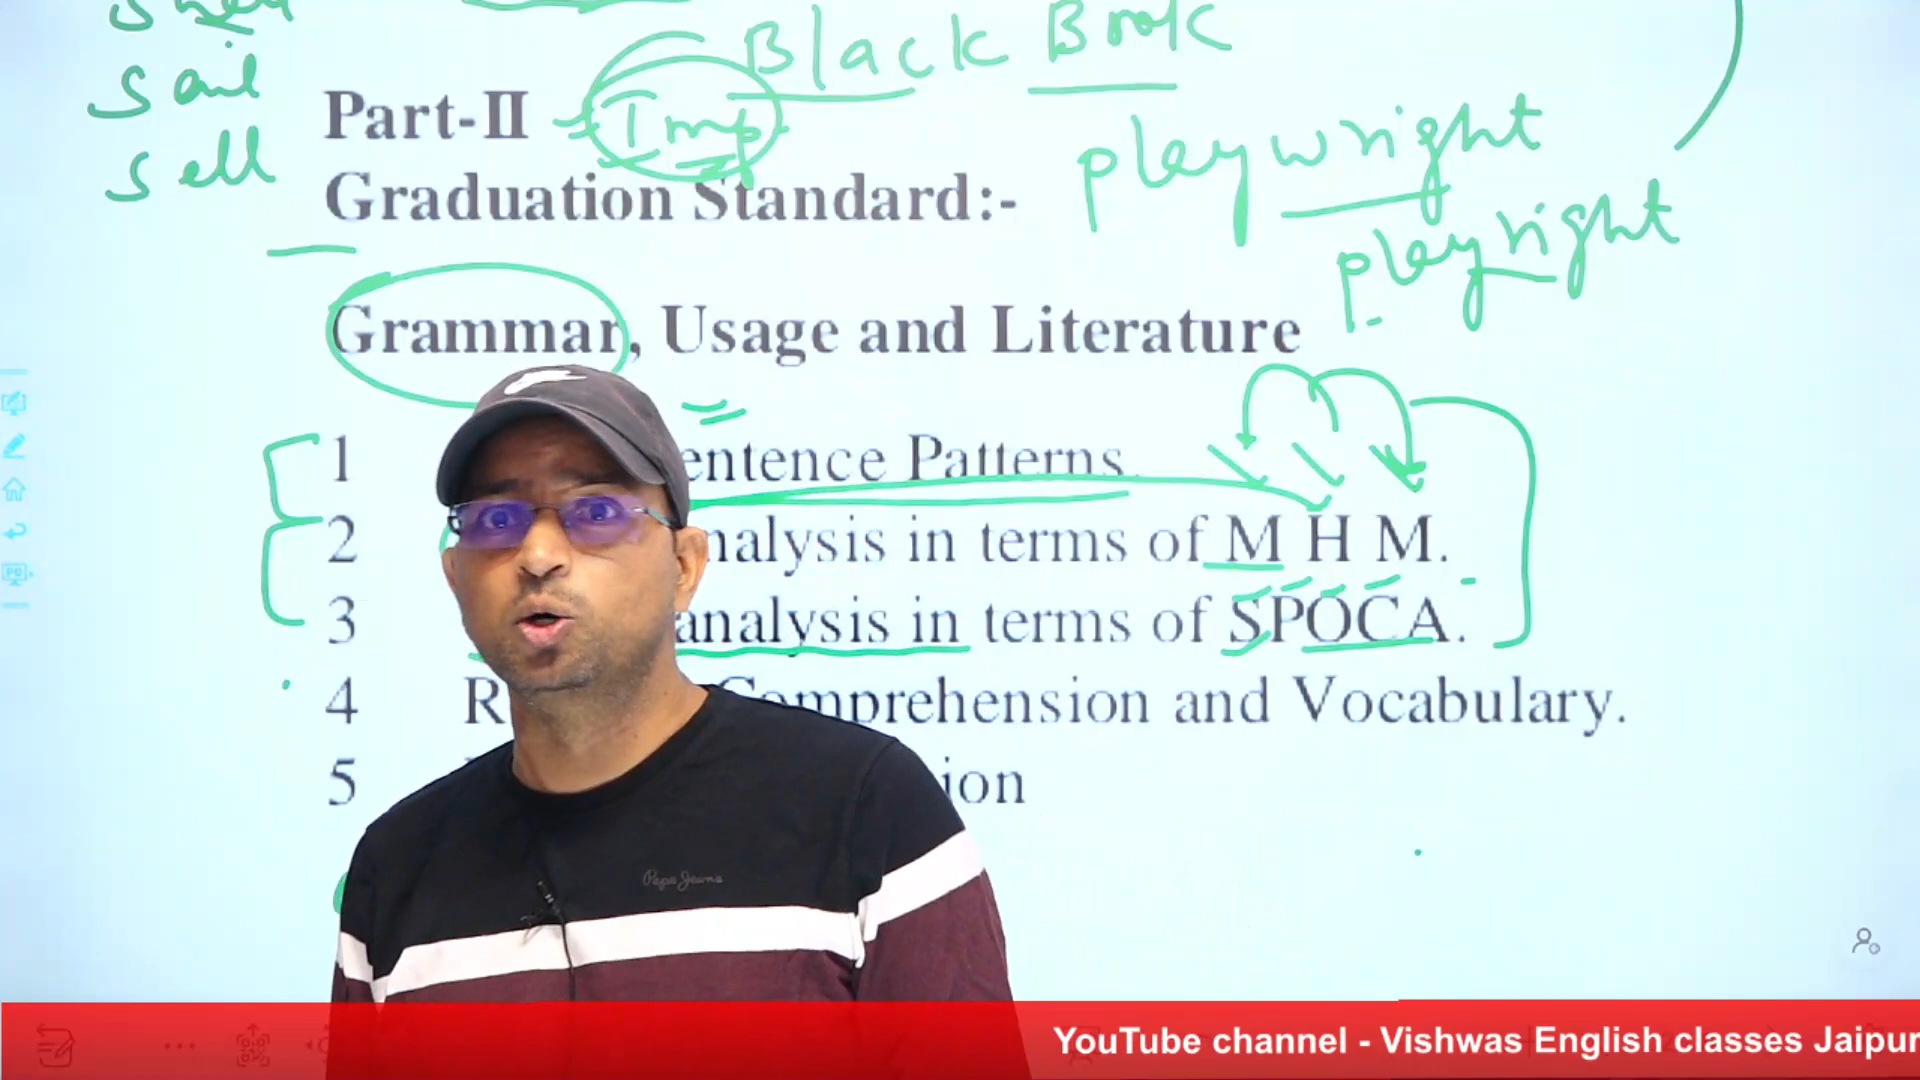 Black Book
Sail
Part-II Imp
playwright
Sell
Graduation Standard:-
playright
Grammar, Usage and Literature
1 entence Patterns.
2 nalysis in terms of M H M.
3 analysis in terms of SPOCA.
4 R Comprehension and Vocabulary.
5 ion
Pepe Jeans
YouTube channel - Vishwas English classes Jaipur